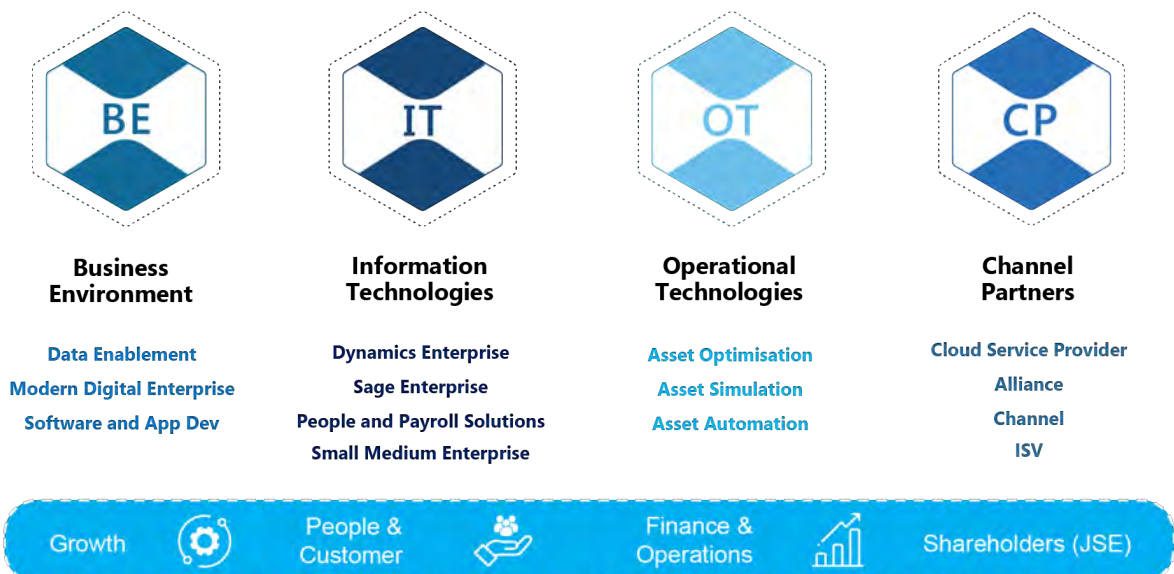 BE
IT
OT
CP
Business
Environment
Information
Technologies
Operational
Technologies
Channel
Partners
Data Enablement
Modern Digital Enterprise
Software and App Dev
Dynamics Enterprise
Sage Enterprise
People and Payroll Solutions
Small Medium Enterprise
Asset Optimisation
Asset Simulation
Asset Automation
Cloud Service Provider
Alliance
Channel
ISV
Growth
People &
Customer
Finance &
Operations
Shareholders (JSE)